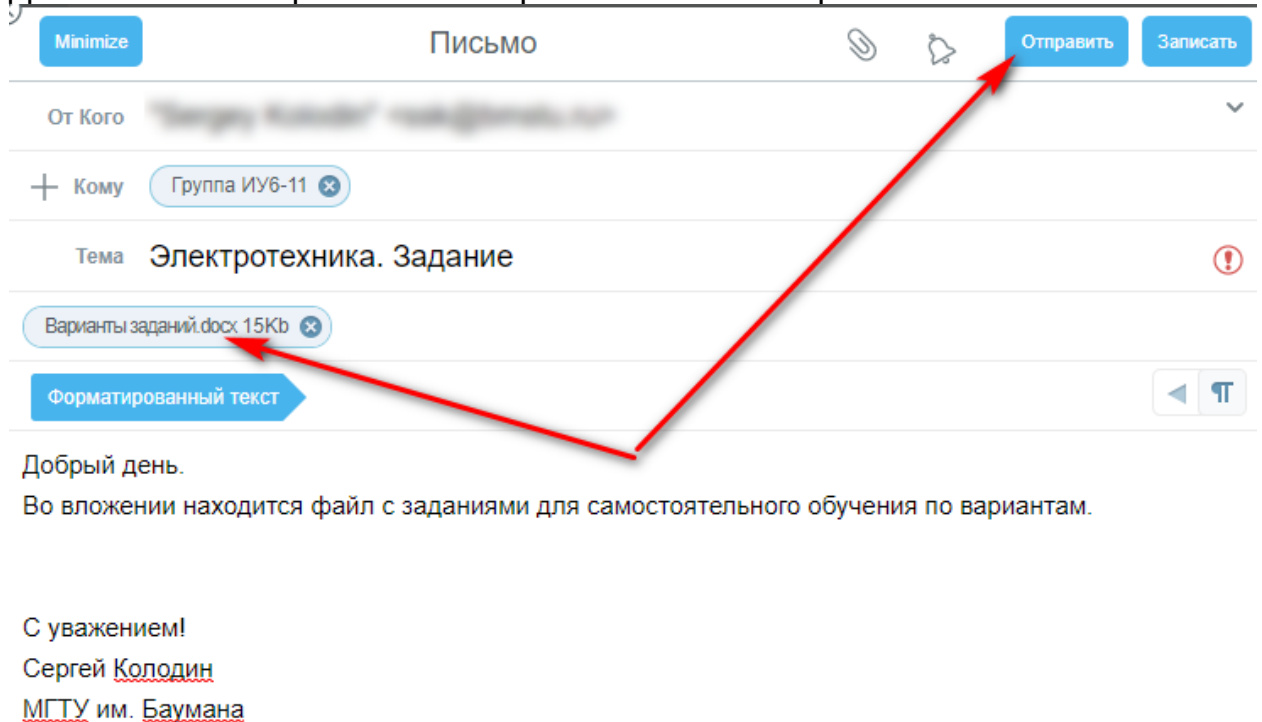 Minimize
Письмо
Отправить
Записать
От Кого
Кому
Группа ИУ6-11
Тема
Электротехника. Задание
Варианты заданий.docx 15Kb
Форматированный текст
Добрый день.
Во вложении находится файл с заданиями для самостоятельного обучения по вариантам.
С уважением!
Сергей Колодин
МГТУ им. Баумана